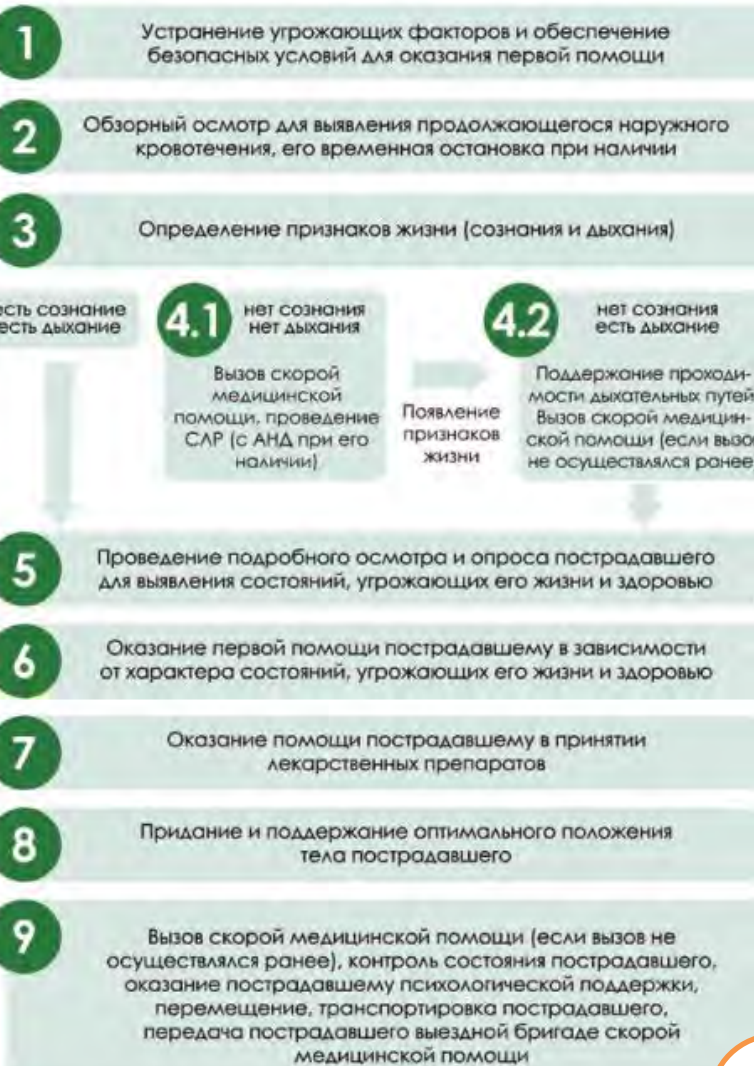 1
Устранение угрожающих факторов и обеспечение
безопасных условий для оказания первой помощи
2
Обзорный осмотр для выявления продолжающегося наружного
кровотечения, его временная остановка при наличии
3
Определение признаков жизни (сознания и дыхания)
есть сознание
есть дыхание
4.1
нет сознания
нет дыхания
Вызов скорой
медицинской
помощи, проведение
СЛР (с АНД при его
наличии)
Появление
признаков
жизни
4.2
нет сознания
есть дыхание
Поддержание проходи-
мости дыхательных путей
Вызов скорой медицин-
ской помощи (если вызо
не осуществлялся ранее
5
Проведение подробного осмотра и опроса пострадавшего
для выявления состояний, угрожающих его жизни и здоровью
6
Оказание первой помощи пострадавшему в зависимости
от характера состояний, угрожающих его жизни и здоровью
7
Оказание помощи пострадавшему в принятии
лекарственных препаратов
8
Придание и поддержание оптимального положения
тела пострадавшего
9
Вызов скорой медицинской помощи (если вызов не
осуществлялся ранее), контроль состояния пострадавшего,
оказание пострадавшему психологической поддержки,
перемещение, транспортировка пострадавшего,
передача пострадавшего выездной бригаде скорой
медицинской помощи